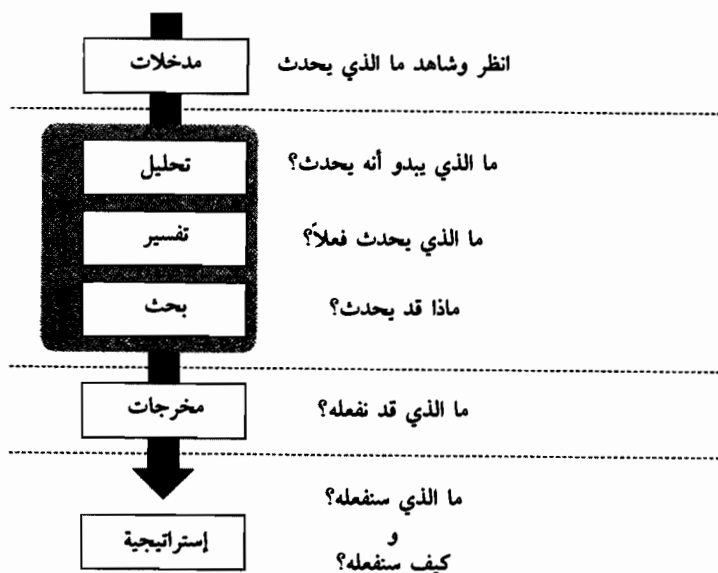 انظر وشاهد ما الذي يحدث
مدخلات
ما الذي يبدو أنه يحدث؟
تحليل
ما الذي يحدث فعلاً؟
تفسير
ماذا قد يحدث؟
بحث
ما الذي قد نفعله؟
مخرجات
ما الذي سنفعله؟
و
كيف سنفعله؟
إستراتيجية